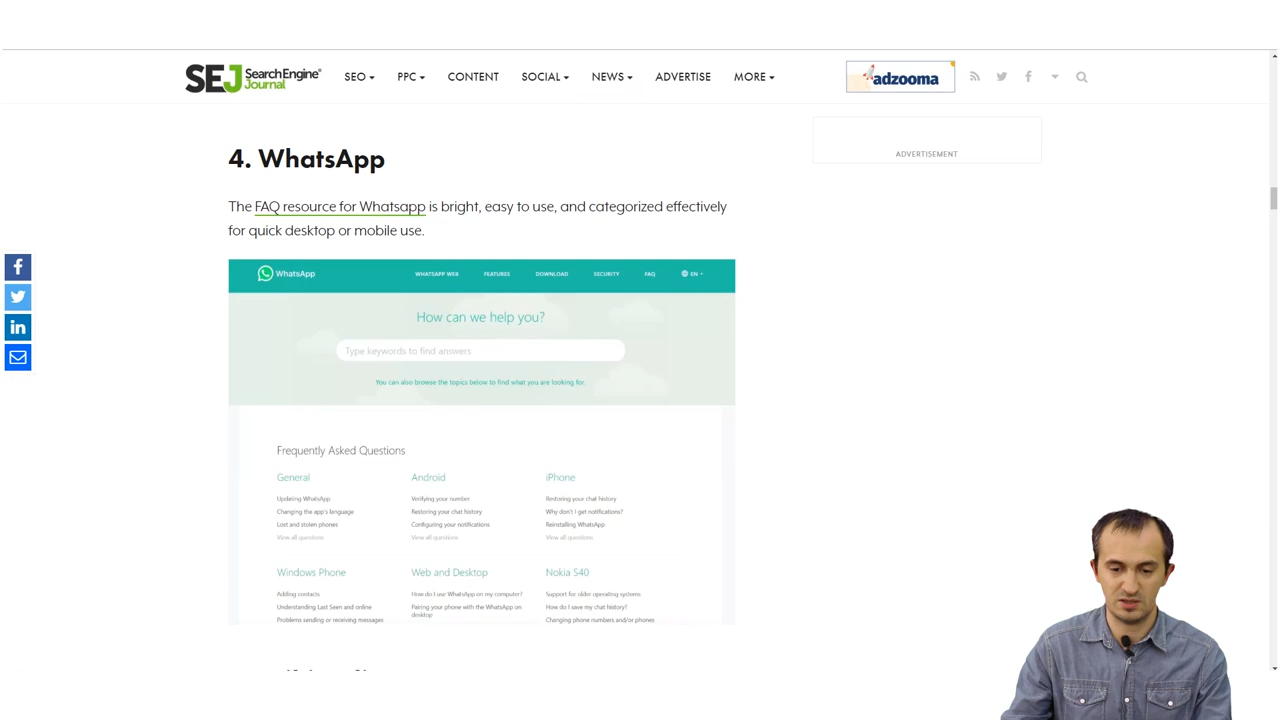 SEJ Search Engine Journal
SEO PPC CONTENT SOCIAL NEWS ADVERTISE MORE
adzooma
ADVERTISEMENT
4. WhatsApp
The FAQ resource for Whatsapp is bright, easy to use, and categorized effectively
for quick desktop or mobile use.
WhatsApp
WHATSAPP WEB FEATURES DOWNLOAD SECURITY FAQ EN
How can we help you?
Type keywords to find answers
You can also browse the topics below to find what you are looking for.
Frequently Asked Questions
General
Updating WhatsApp
Changing the app's language
Lost and stolen phones
View all questions
Android
Verifying your number
Restoring your chat history
Configuring your notifications
View all questions
iPhone
Restoring your chat history
Why don't I get notifications?
Reinstalling WhatsApp
View all questions
Windows Phone
Adding contacts
Understanding Last Seen and online
Problems sending or receiving messages
Web and Desktop
How do I use WhatsApp on my computer?
Pairing your phone with the WhatsApp on
desktop
Nokia S40
Support for older operating systems
How do I save my chat history?
Changing phone numbers and/or phones